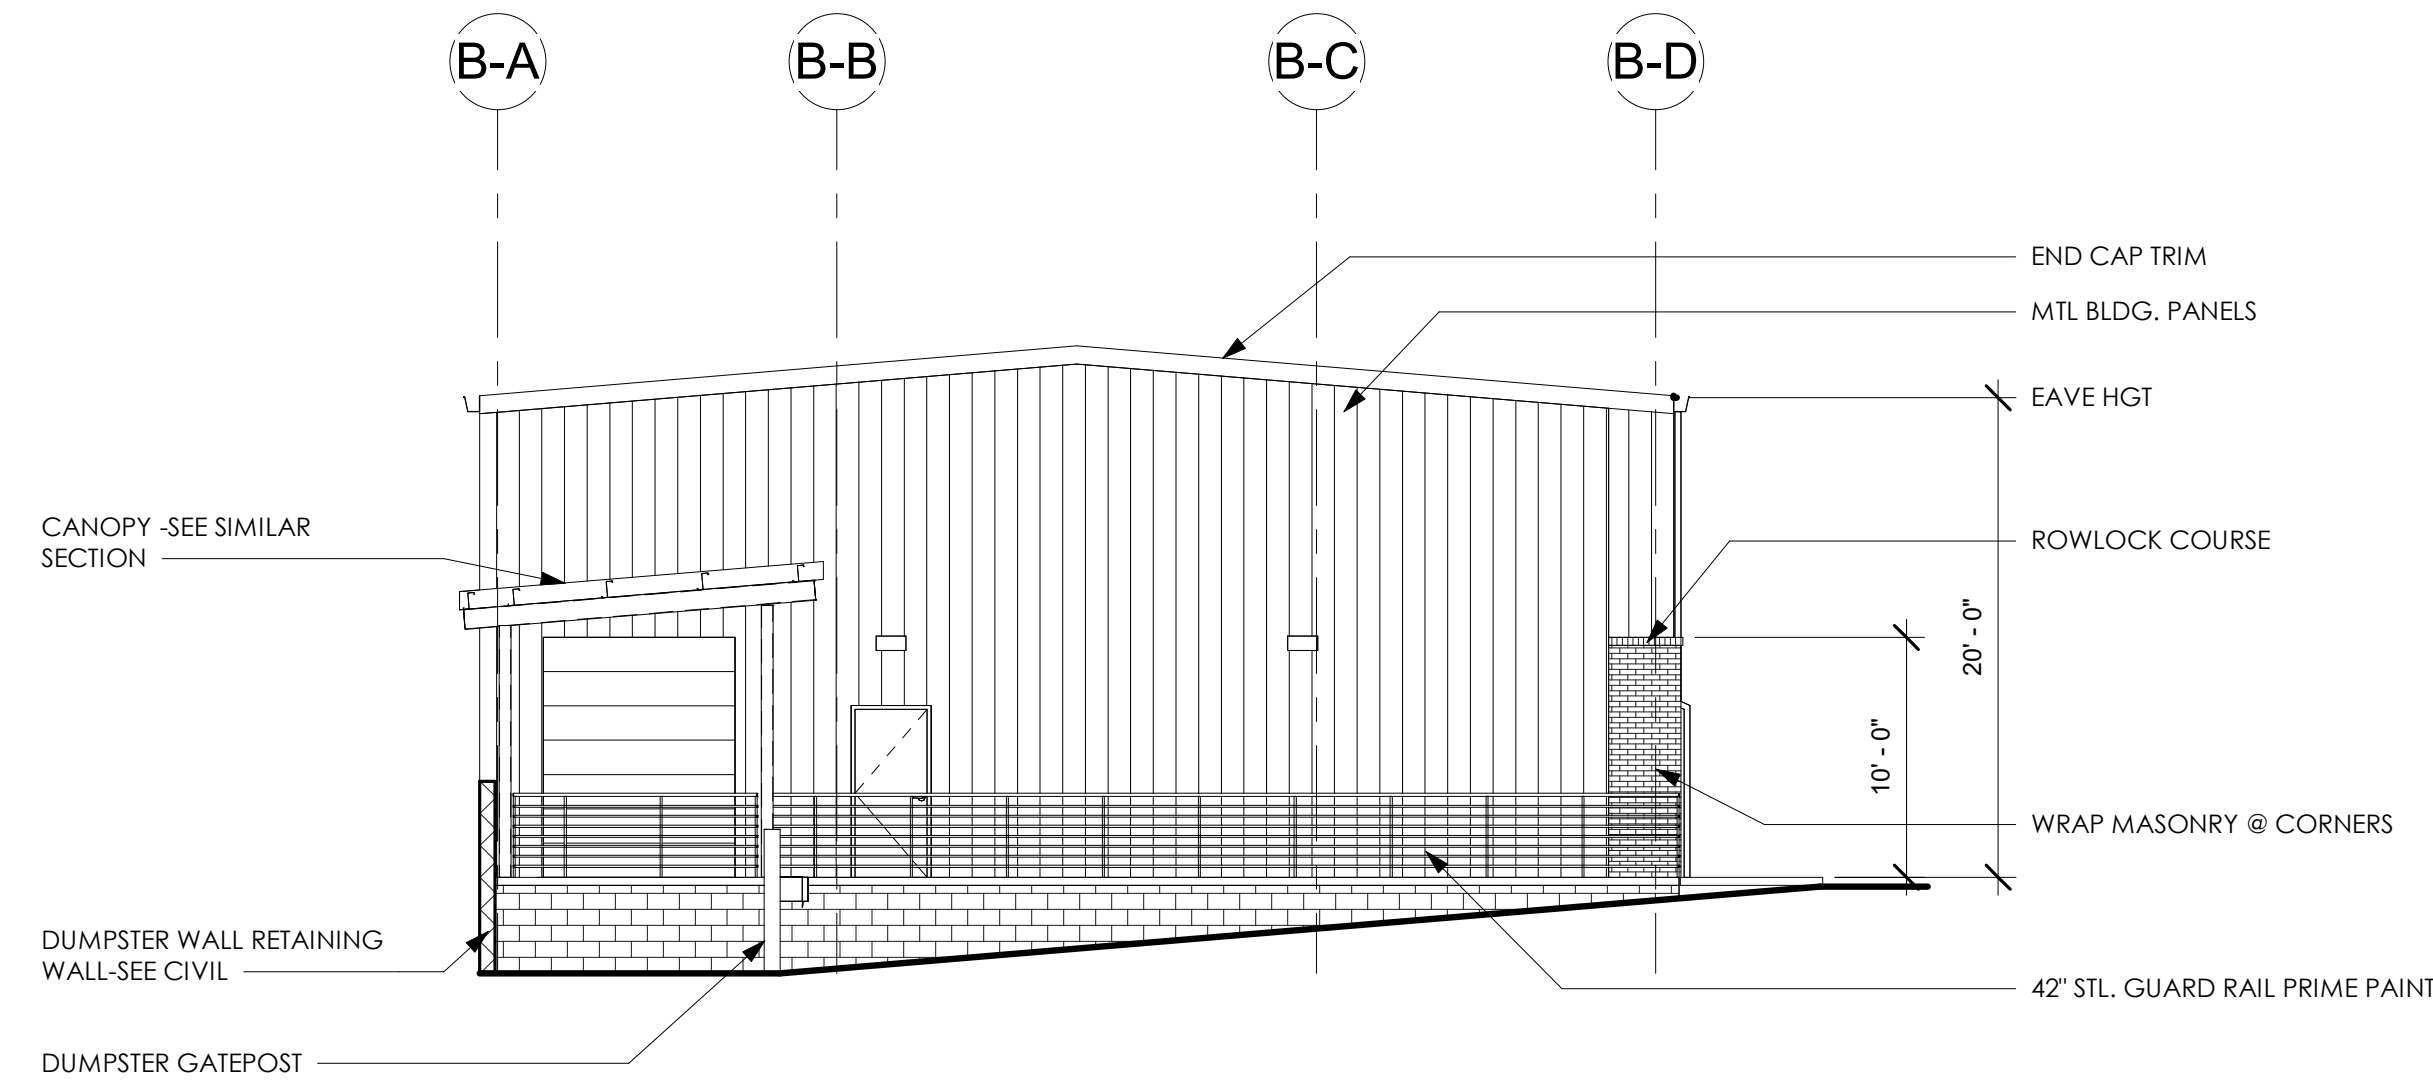 B-A
B-B
B-C
B-D
END CAP TRIM
MTL BLDG. PANELS
EAVE HGT
CANOPY -SEE SIMILAR
SECTION
ROWLOCK COURSE
20' - 0"
10' - 0"
WRAP MASONRY @ CORNERS
DUMPSTER WALL RETAINING
WALL-SEE CIVIL
42" STL. GUARD RAIL PRIME PAINT
DUMPSTER GATEPOST